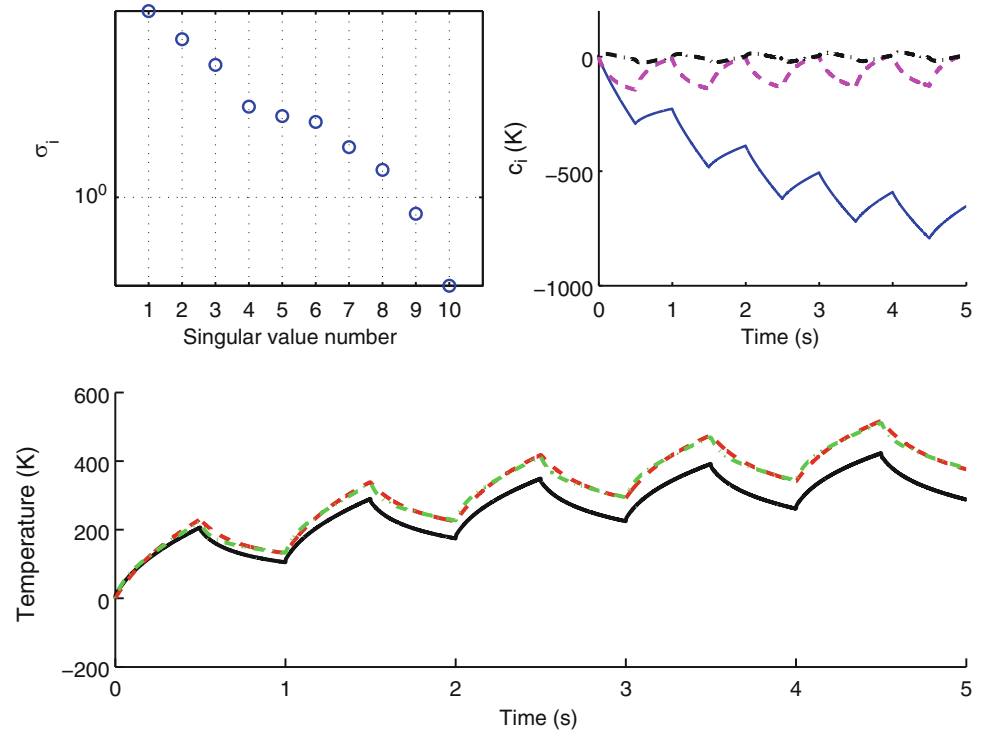 σi
10⁰
1 2 3 4 5 6 7 8 9 10
Singular value number
ci (K)
0
−500
−1000
0 1 2 3 4 5
Time (s)
Temperature (K)
600
400
200
0
−200
0 1 2 3 4 5
Time (s)